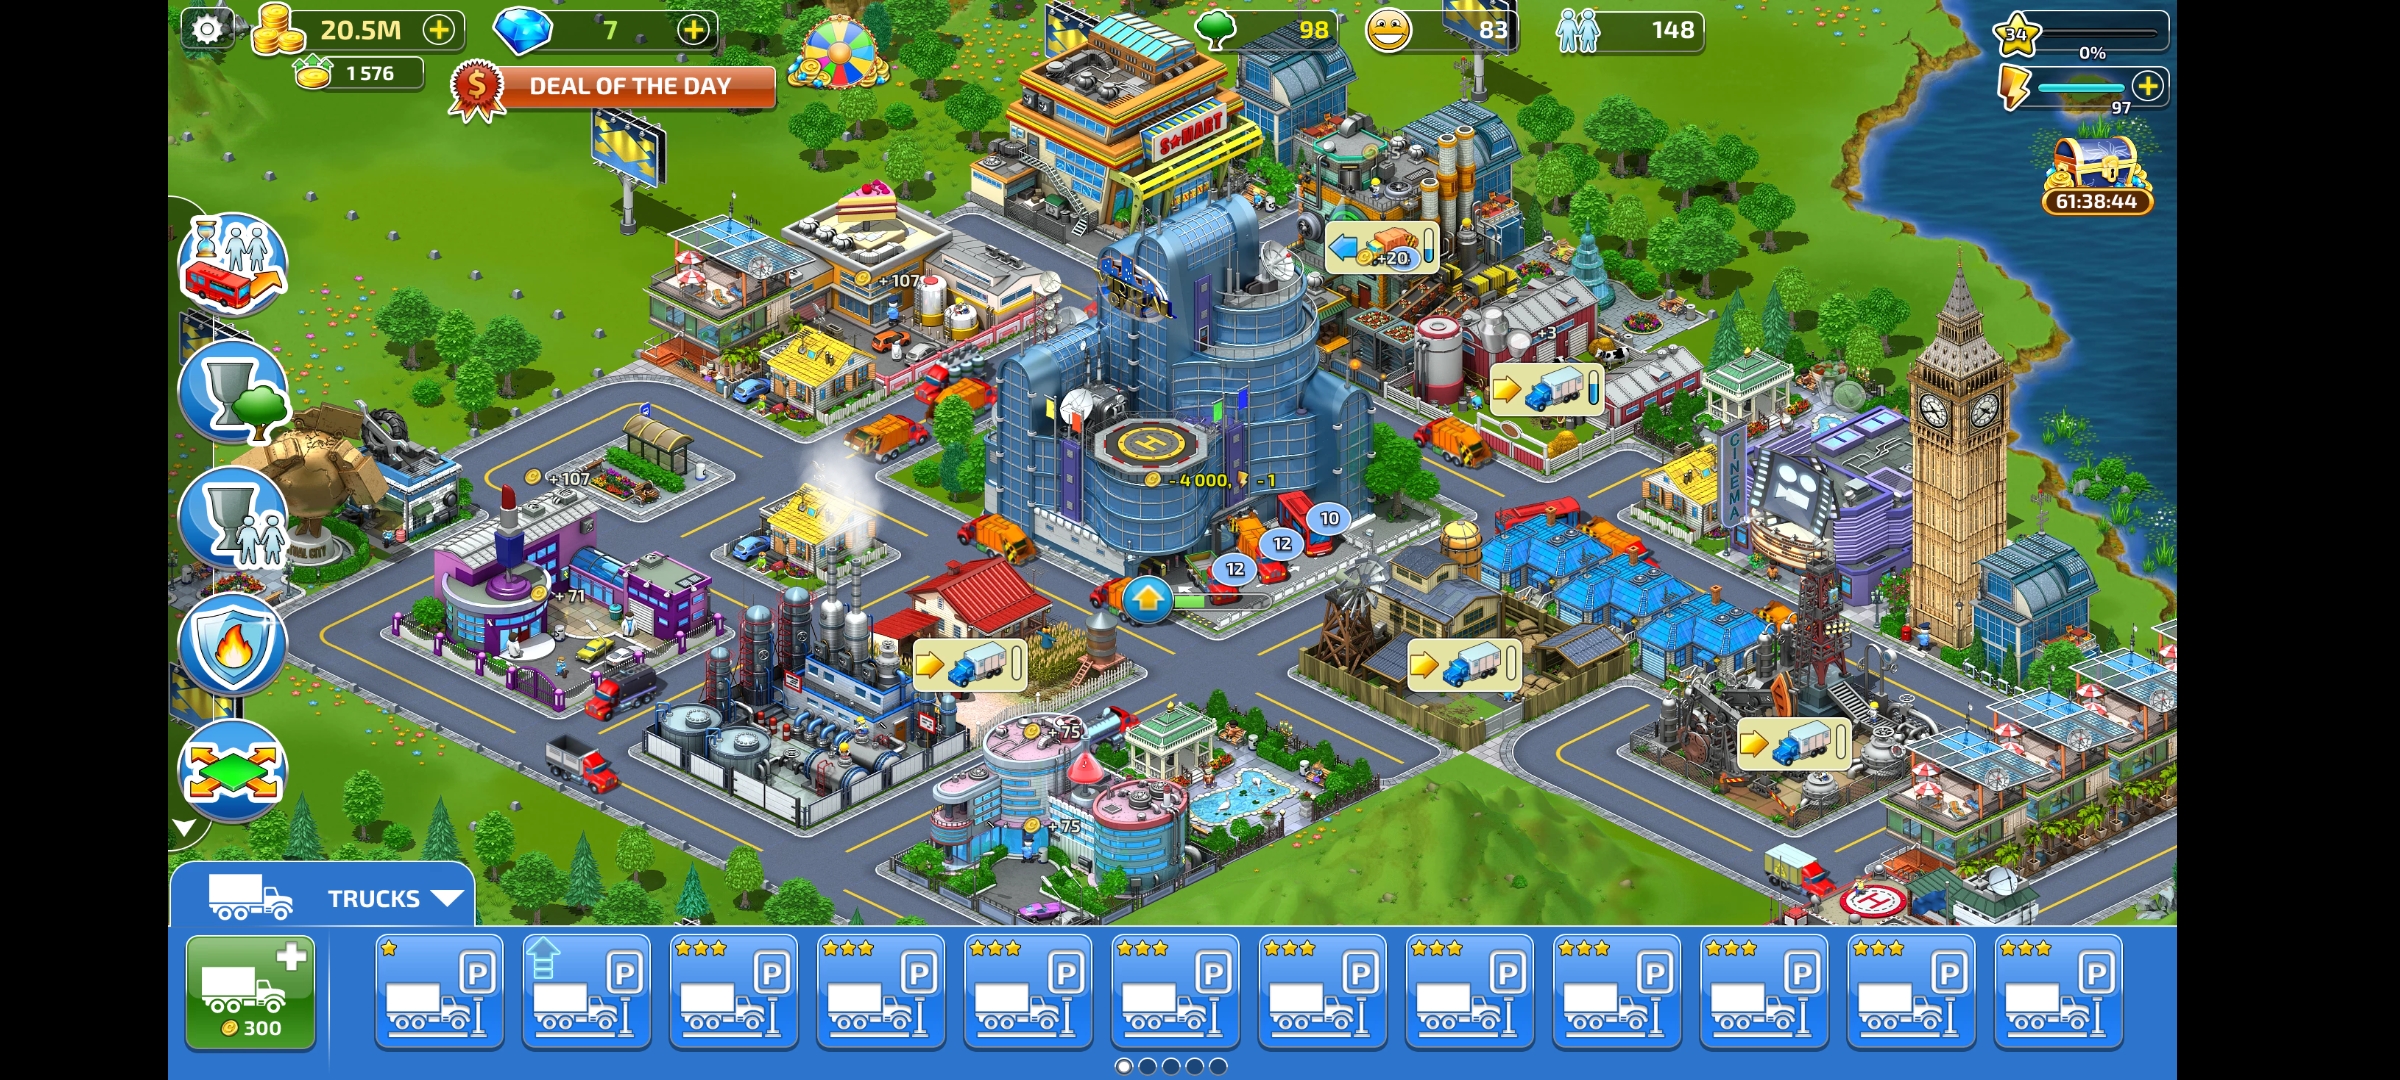 20.5M
7
98
83
148
34
0%
1 576
DEAL OF THE DAY
97
61:38:44
S★MART
+20
+107
+3
CINEMA
+107
-4'000, -1
10
12
12
+71
+75
+75
TRUCKS
300
P
P
P
P
P
P
P
P
P
P
P
P